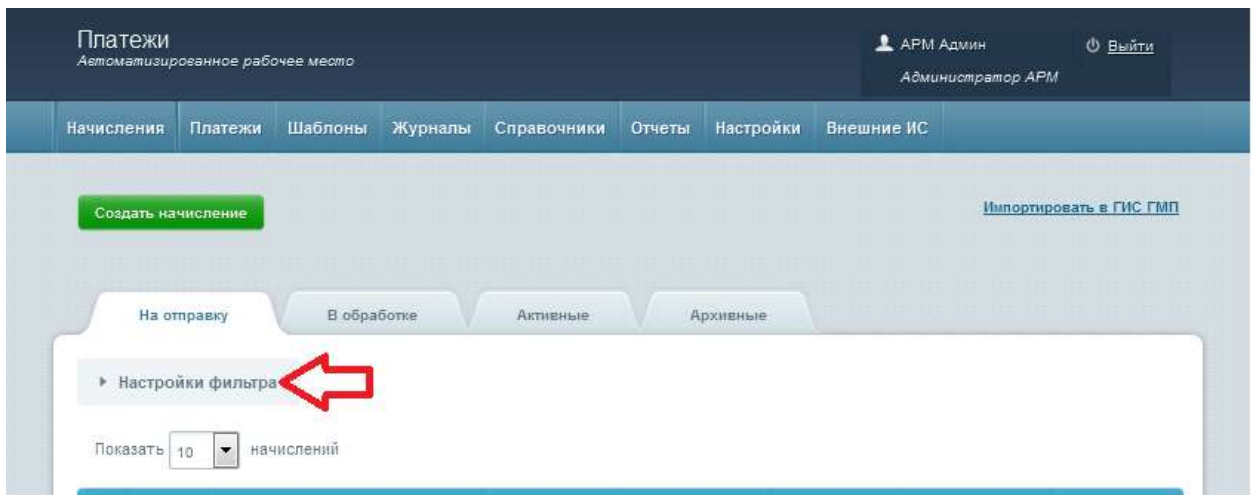 Платежи
Автоматизированное рабочее место
АРМ Админ Выйти
Администратор АРМ
Начисления Платежи Шаблоны Журналы Справочники Отчеты Настройки Внешние ИС
Создать начисление Импортировать в ГИС ГМП
На отправку В обработке Активные Архивные
Настройки фильтра
Показать 10 начислений